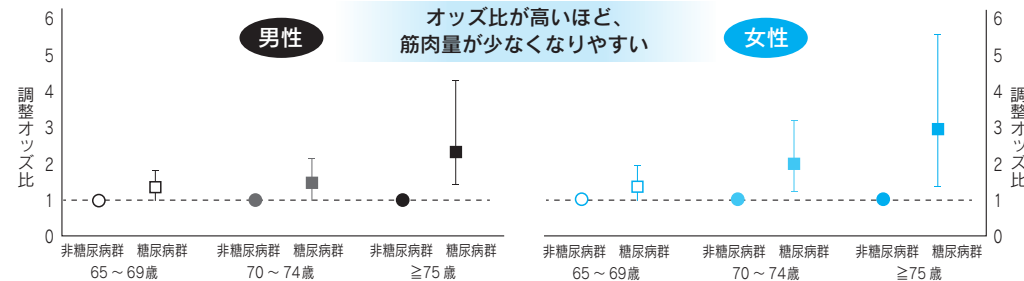 オッズ比が高いほど、
筋肉量が少なくなりやすい
男性
調整オッズ比
6
5
4
3
2
1
0
非糖尿病群 糖尿病群 非糖尿病群 糖尿病群 非糖尿病群 糖尿病群
65～69歳 70～74歳 ≧75歳
女性
6
5
4
3
2
1
0
調整オッズ比
非糖尿病群 糖尿病群 非糖尿病群 糖尿病群 非糖尿病群 糖尿病群
65～69歳 70～74歳 ≧75歳